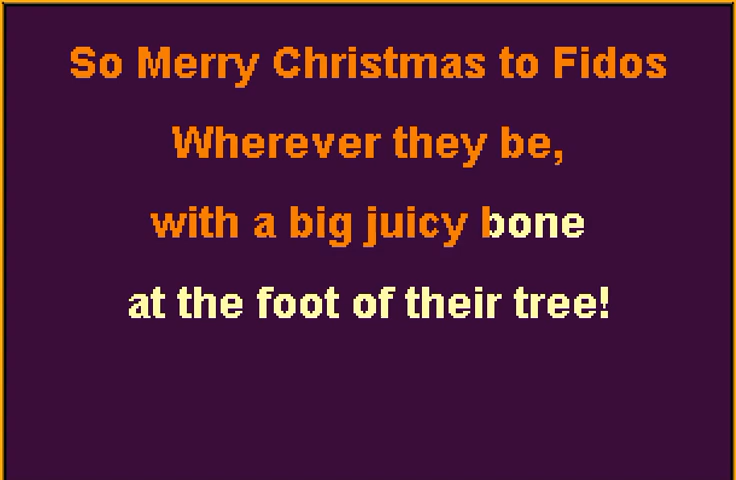 So Merry Christmas to Fidos
Wherever they be,
with a big juicy bone
at the foot of their tree!